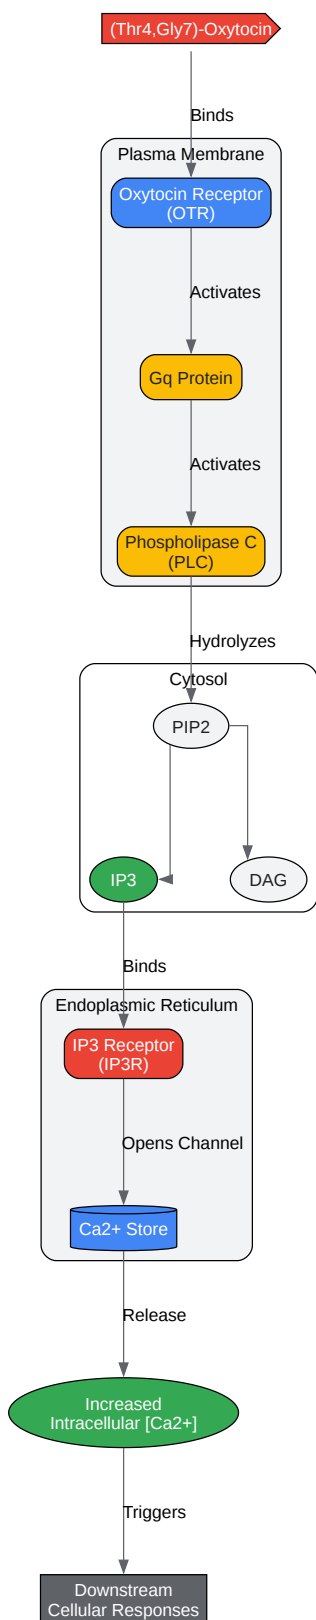 (Thr4,Gly7)-Oxytocin
Binds
Plasma Membrane
Oxytocin Receptor
(OTR)
Activates
Gq Protein
Activates
Phospholipase C
(PLC)
Hydrolyzes
Cytosol
PIP2
IP3
DAG
Binds
Endoplasmic Reticulum
IP3 Receptor
(IP3R)
Opens Channel
Ca2+ Store
Release
Increased
Intracellular [Ca2+]
Triggers
Downstream
Cellular Responses